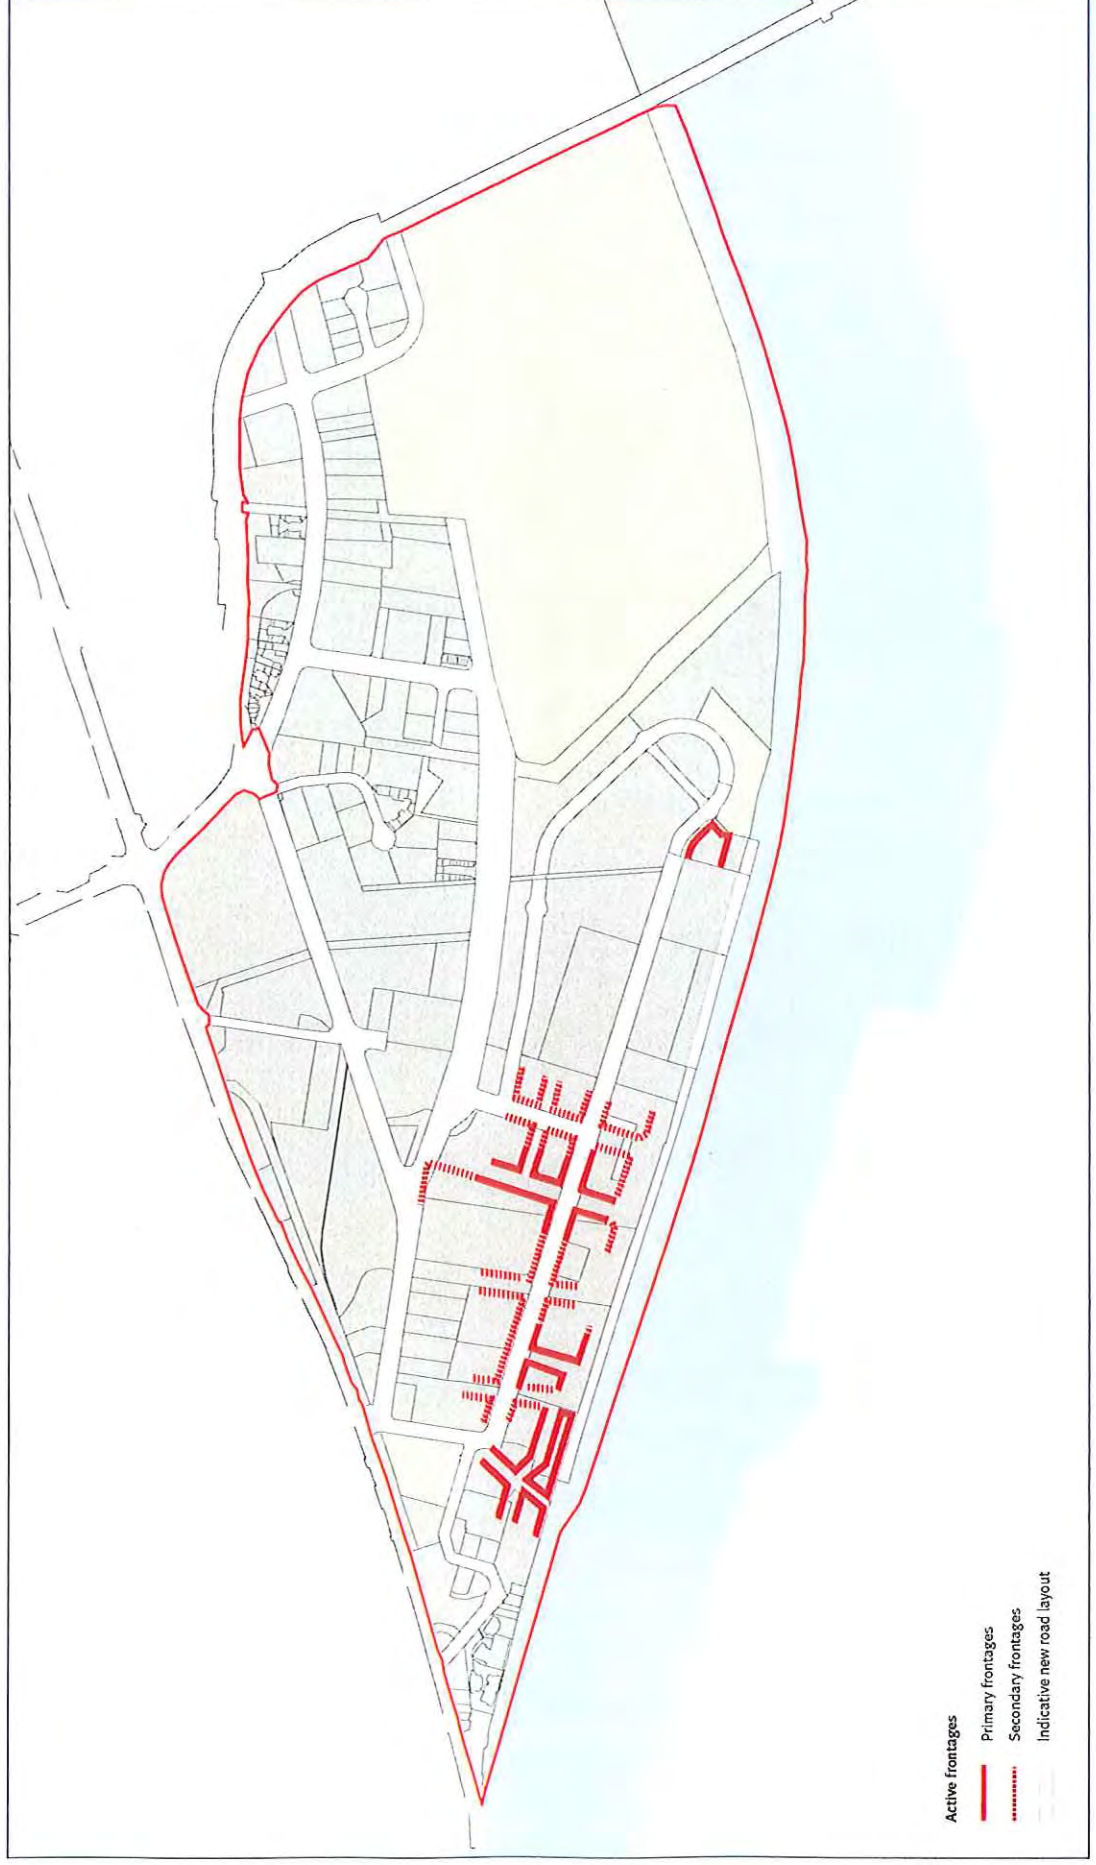 Active frontages
Primary frontages
Secondary frontages
Indicative new road layout